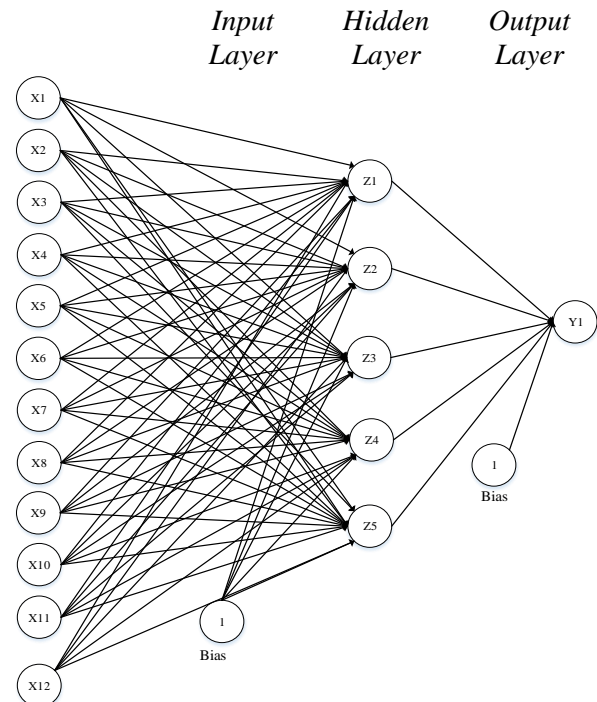 Input
Layer
Hidden
Layer
Output
Layer
X1
X2
X3
X4
X5
X6
X7
X8
X9
X10
X11
X12
Z1
Z2
Z3
Z4
Z5
1
Bias
Y1
1
Bias